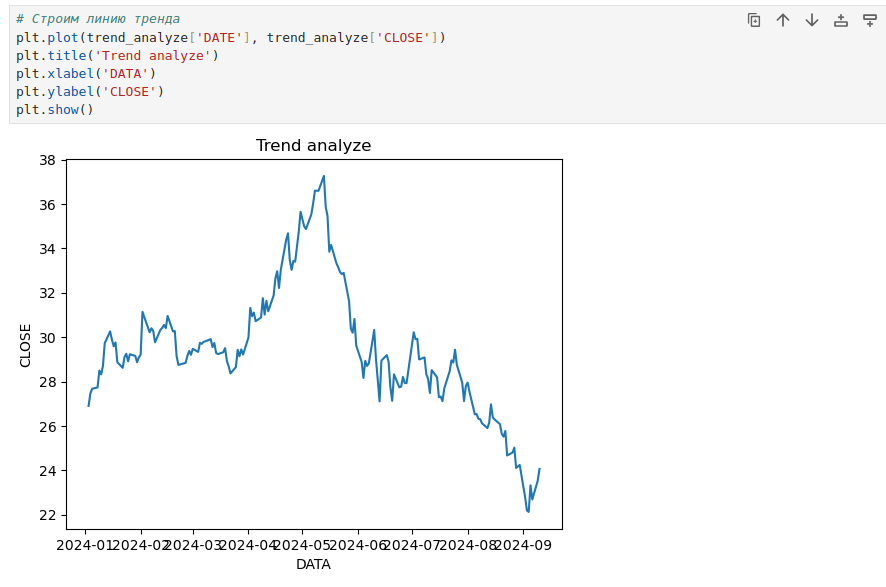 # Строим линию тренда
plt.plot(trend_analyze['DATE'], trend_analyze['CLOSE'])
plt.title('Trend analyze')
plt.xlabel('DATA')
plt.ylabel('CLOSE')
plt.show()
Trend analyze
38
36
34
32
30
28
26
24
22
CLOSE
2024-01 2024-02 2024-03 2024-04 2024-05 2024-06 2024-07 2024-08 2024-09
DATA